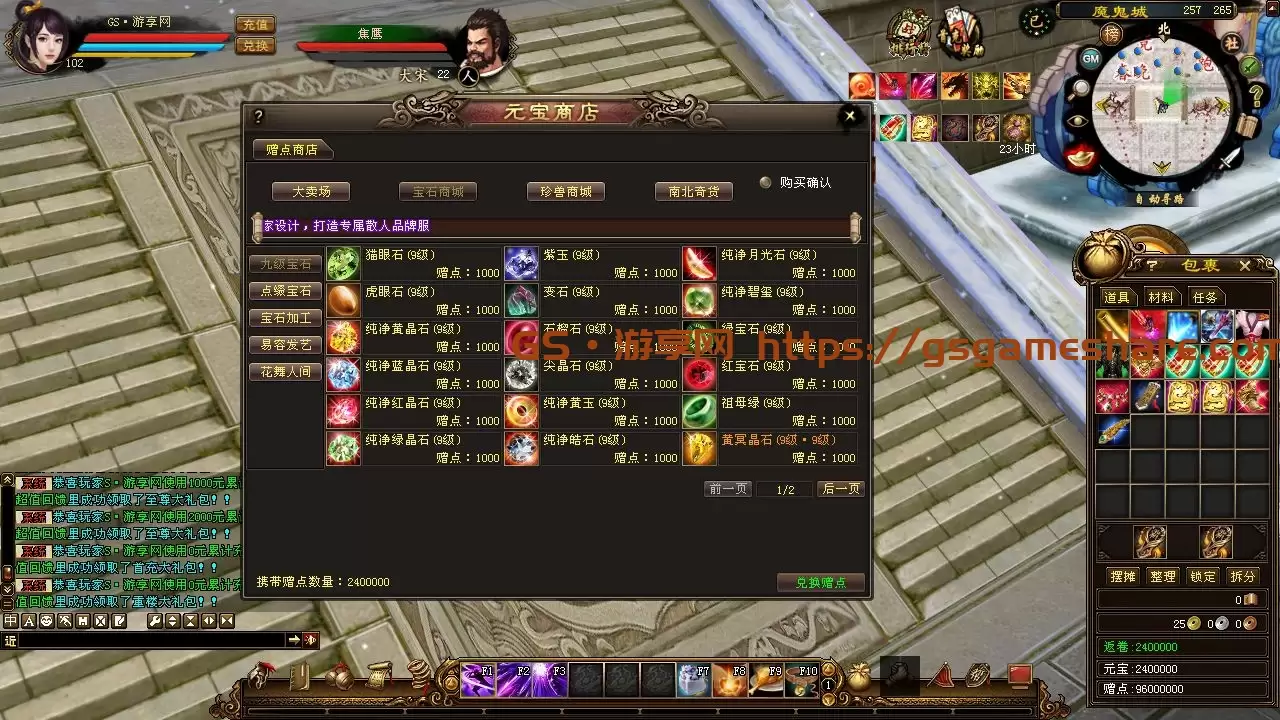 GS·游享网
充值
兑换
102
焦鹰
大宋 22
人
榜
魔鬼城 257 265
北
社
GM
23小时
自动寻路
?
元宝商店
赠点商店
大卖场
宝石商城
珍兽商城
南北奇货
购买确认
家设计，打造专属散人品牌服
九级宝石
点缀宝石
宝石加工
易容发艺
花舞人间
猫眼石(9级)
赠点：1000
紫玉(9级)
赠点：1000
纯净月光石(9级)
赠点：1000
虎眼石(9级)
赠点：1000
变石(9级)
赠点：1000
纯净碧玺(9级)
赠点：1000
纯净黄晶石(9级)
赠点：1000
石榴石(9级)
赠点：1000
绿宝石(9级)
赠点：1000
纯净蓝晶石(9级)
赠点：1000
尖晶石(9级)
赠点：1000
红宝石(9级)
赠点：1000
纯净红晶石(9级)
赠点：1000
纯净黄玉(9级)
赠点：1000
祖母绿(9级)
赠点：1000
纯净绿晶石(9级)
赠点：1000
纯净皓石(9级)
赠点：1000
黄冥晶石(9级·9级)
赠点：1000
前一页
1/2
后一页
携带赠点数量：2400000
兑换赠点
GS·游享网 https://gsgameshare.com
? 包裹
道具
材料
任务
摆摊
整理
锁定
拆分
0
25 0 0
返卷:2400000
元宝:2400000
赠点:96000000
恭喜玩家S·游享网使用1000元累
超值回馈里成功领取了至尊大礼包！！
恭喜玩家S·游享网使用2000元累
超值回馈里成功领取了至尊大礼包！！
恭喜玩家S·游享网使用0元累计充
值回馈里成功领取了首充大礼包！！
恭喜玩家S·游享网使用0元累计充
值回馈里成功领取了重楼大礼包！！
近
F1 F2 F3 F7 F8 F9 F10